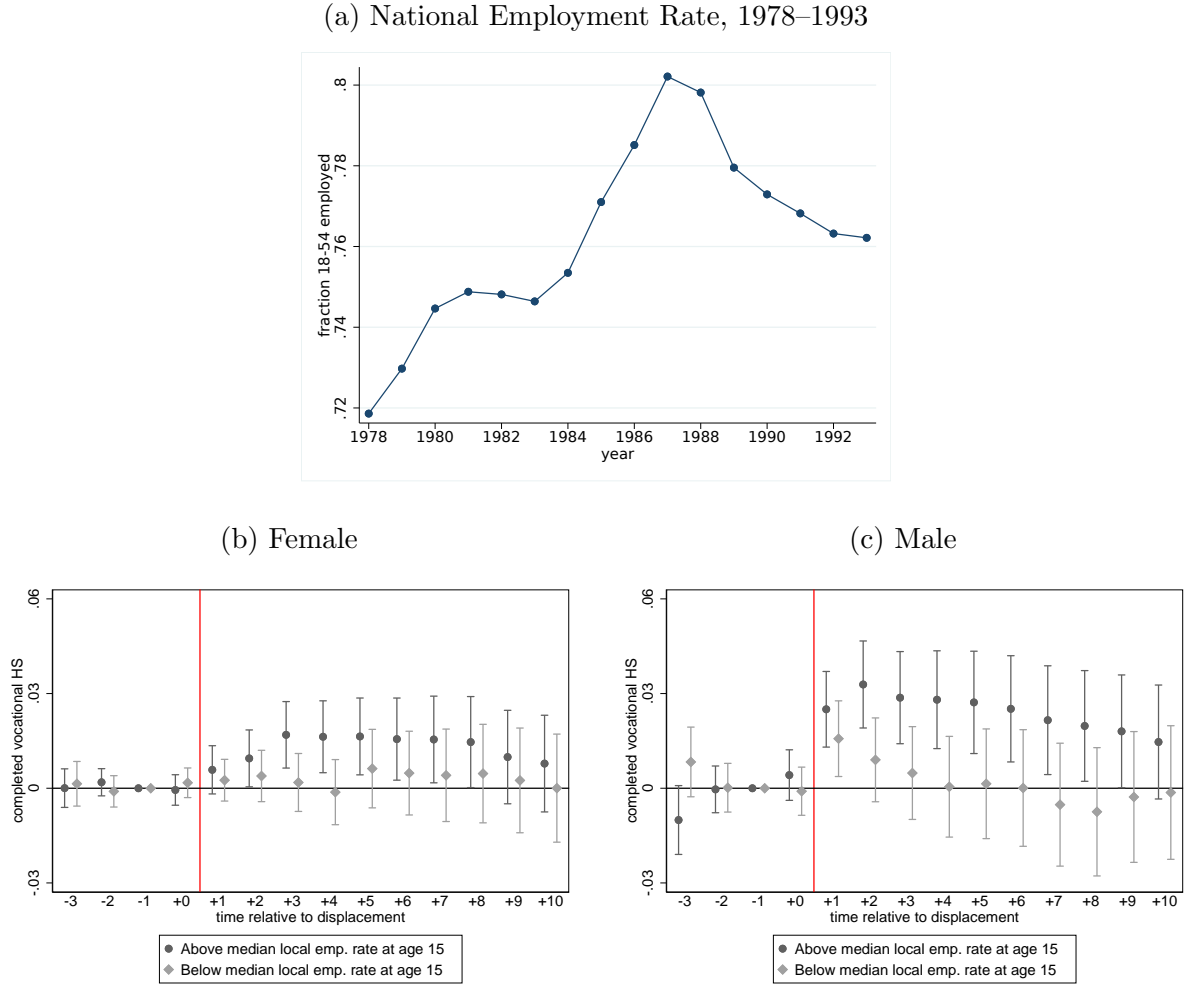 (a) National Employment Rate, 1978–1993
fraction 18-54 employed
.8
.78
.76
.74
.72
1978 1980 1982 1984 1986 1988 1990 1992
year
(b) Female
completed vocational HS
.06
.03
0
-.03
-3 -2 -1 +0 +1 +2 +3 +4 +5 +6 +7 +8 +9 +10
time relative to displacement
Above median local emp. rate at age 15
Below median local emp. rate at age 15
(c) Male
completed vocational HS
.06
.03
0
-.03
-3 -2 -1 +0 +1 +2 +3 +4 +5 +6 +7 +8 +9 +10
time relative to displacement
Above median local emp. rate at age 15
Below median local emp. rate at age 15